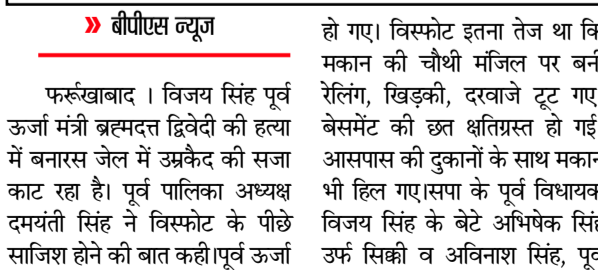 » बीपीएस न्यूज
फर्रूखाबाद । विजय सिंह पूर्व
ऊर्जा मंत्री ब्रह्मदत्त द्विवेदी की हत्या
में बनारस जेल में उम्रकैद की सजा
काट रहा है। पूर्व पालिका अध्यक्ष
दमयंती सिंह ने विस्फोट के पीछे
साजिश होने की बात कही।पूर्व ऊर्जा
हो गए। विस्फोट इतना तेज था कि
मकान की चौथी मंजिल पर बनी
रेलिंग, खिड़की, दरवाजे टूट गए
बेसमेंट की छत क्षतिग्रस्त हो गई
आसपास की दुकानों के साथ मकान
भी हिल गए।सपा के पूर्व विधायक
विजय सिंह के बेटे अभिषेक सिंह
उर्फ सिक्की व अविनाश सिंह, पूर्व